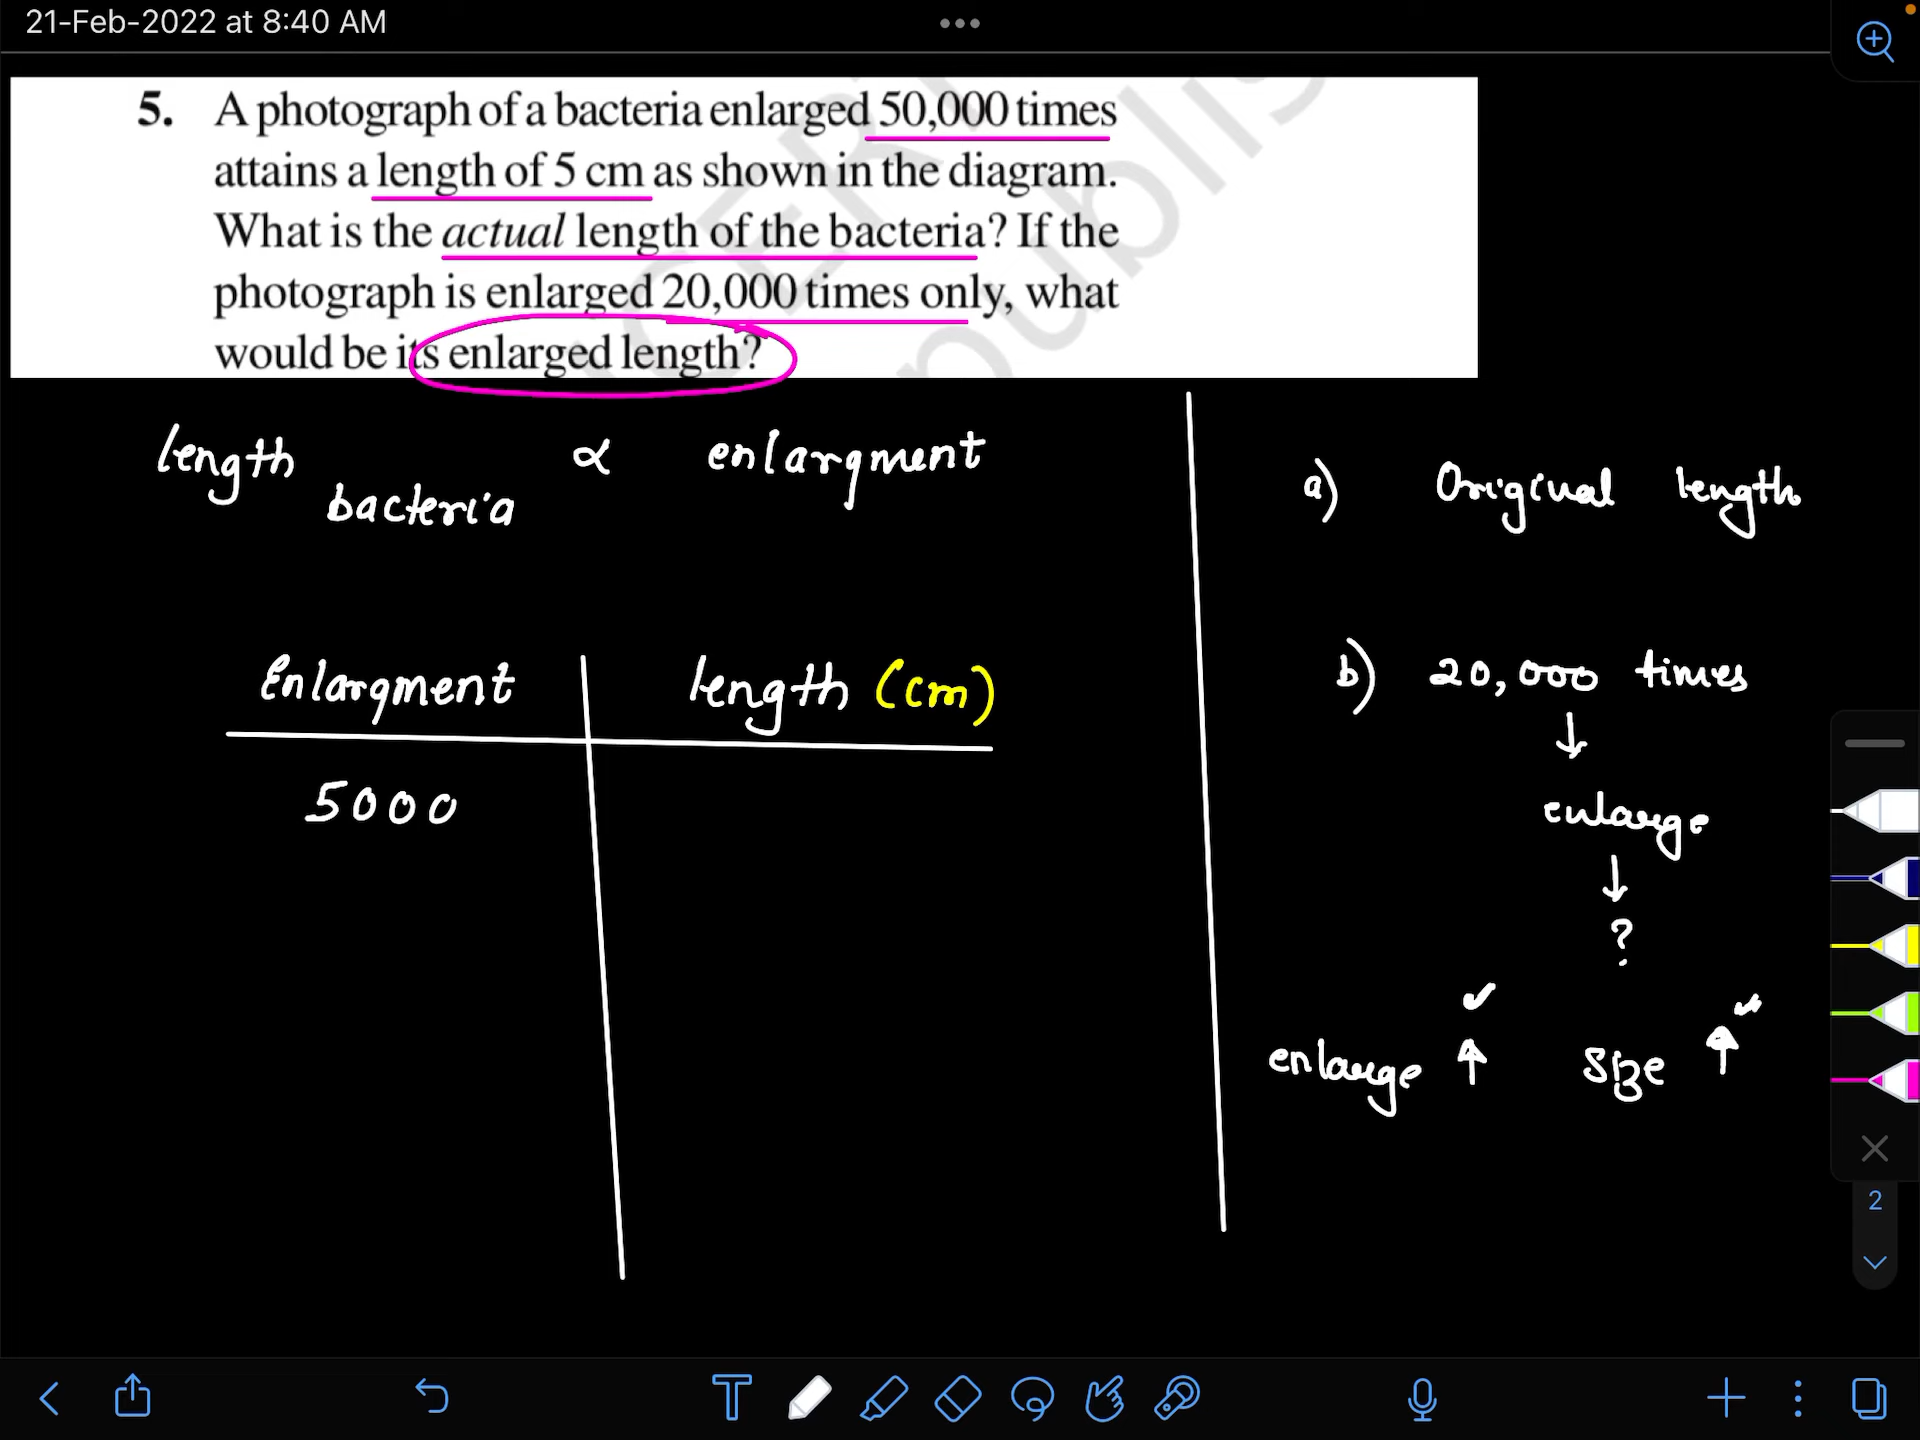 21-Feb-2022 at 8:40 AM
5. A photograph of a bacteria enlarged 50,000 times
attains a length of 5 cm as shown in the diagram.
What is the actual length of the bacteria? If the
photograph is enlarged 20,000 times only, what
would be its enlarged length?
length bacteria ∝ enlargment
Enlargment length (cm)
5000
a) Original length
b) 20,000 times
↓
enlarge
↓
?
enlarge ↑ ✓ size ↑ ✓
2
T